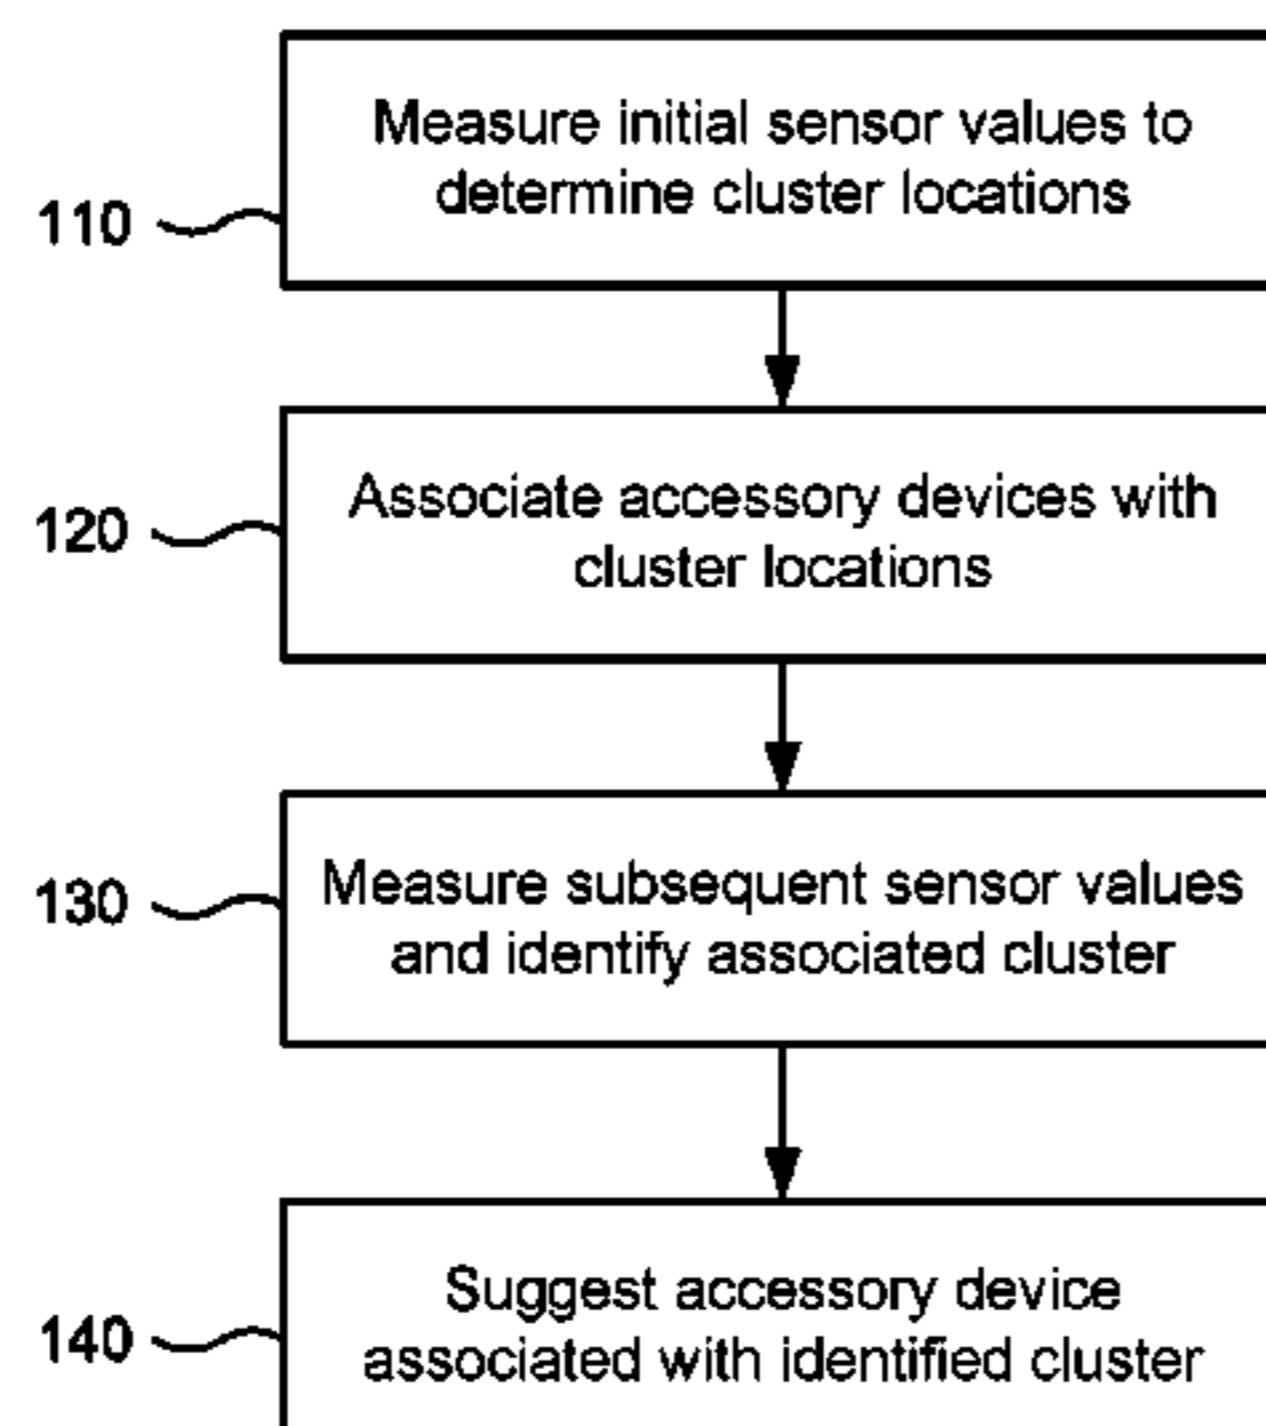 Measure initial sensor values to
determine cluster locations
110
Associate accessory devices with
cluster locations
120
Measure subsequent sensor values
and identify associated cluster
130
Suggest accessory device
associated with identified cluster
140